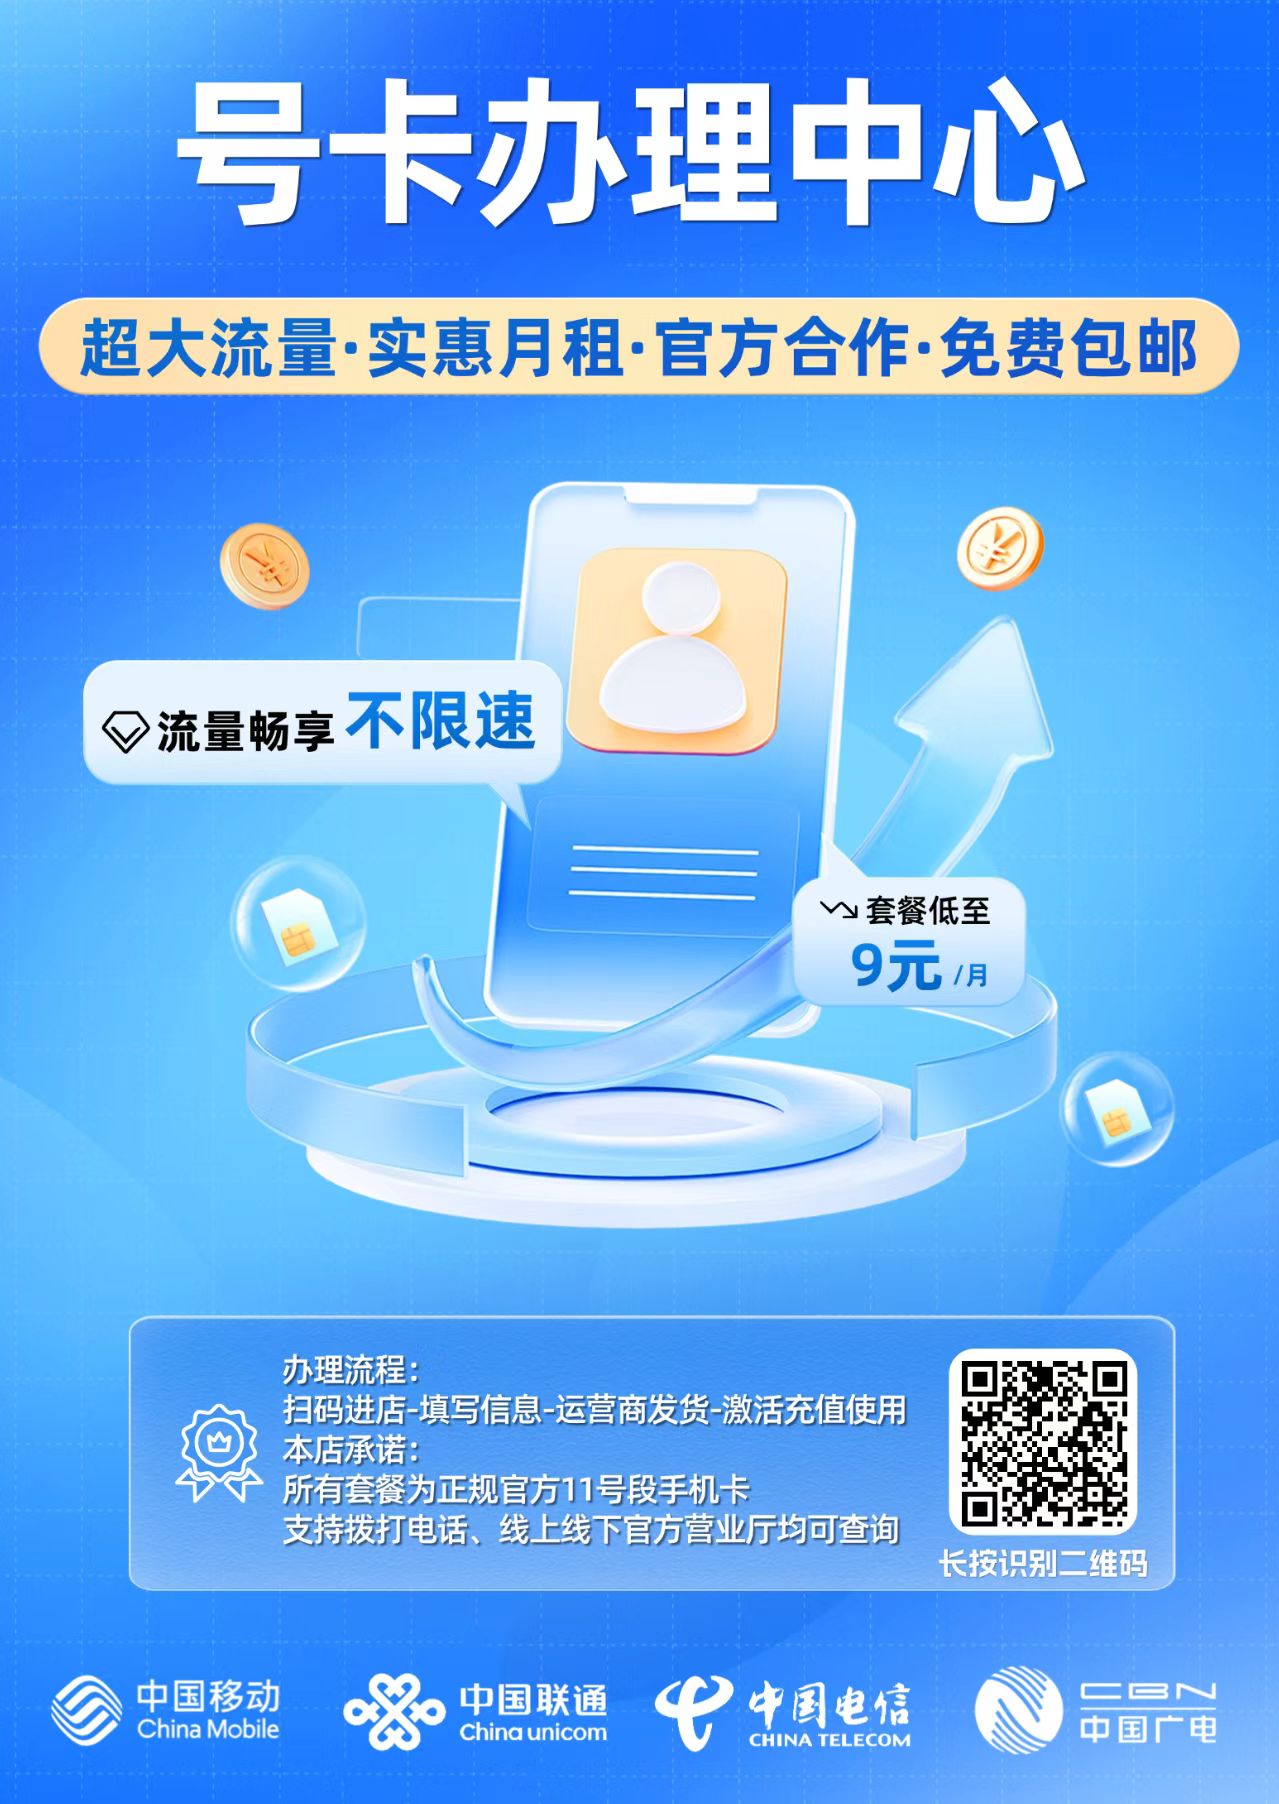 号卡办理中心
超大流量·实惠月租·官方合作·免费包邮
流量畅享不限速
套餐低至
9元/月
办理流程：
扫码进店-填写信息-运营商发货-激活充值使用
本店承诺：
所有套餐为正规官方11号段手机卡
支持拨打电话、线上线下官方营业厅均可查询
长按识别二维码
中国移动
China Mobile
中国联通
China unicom
中国电信
CHINA TELECOM
CBN
中国广电